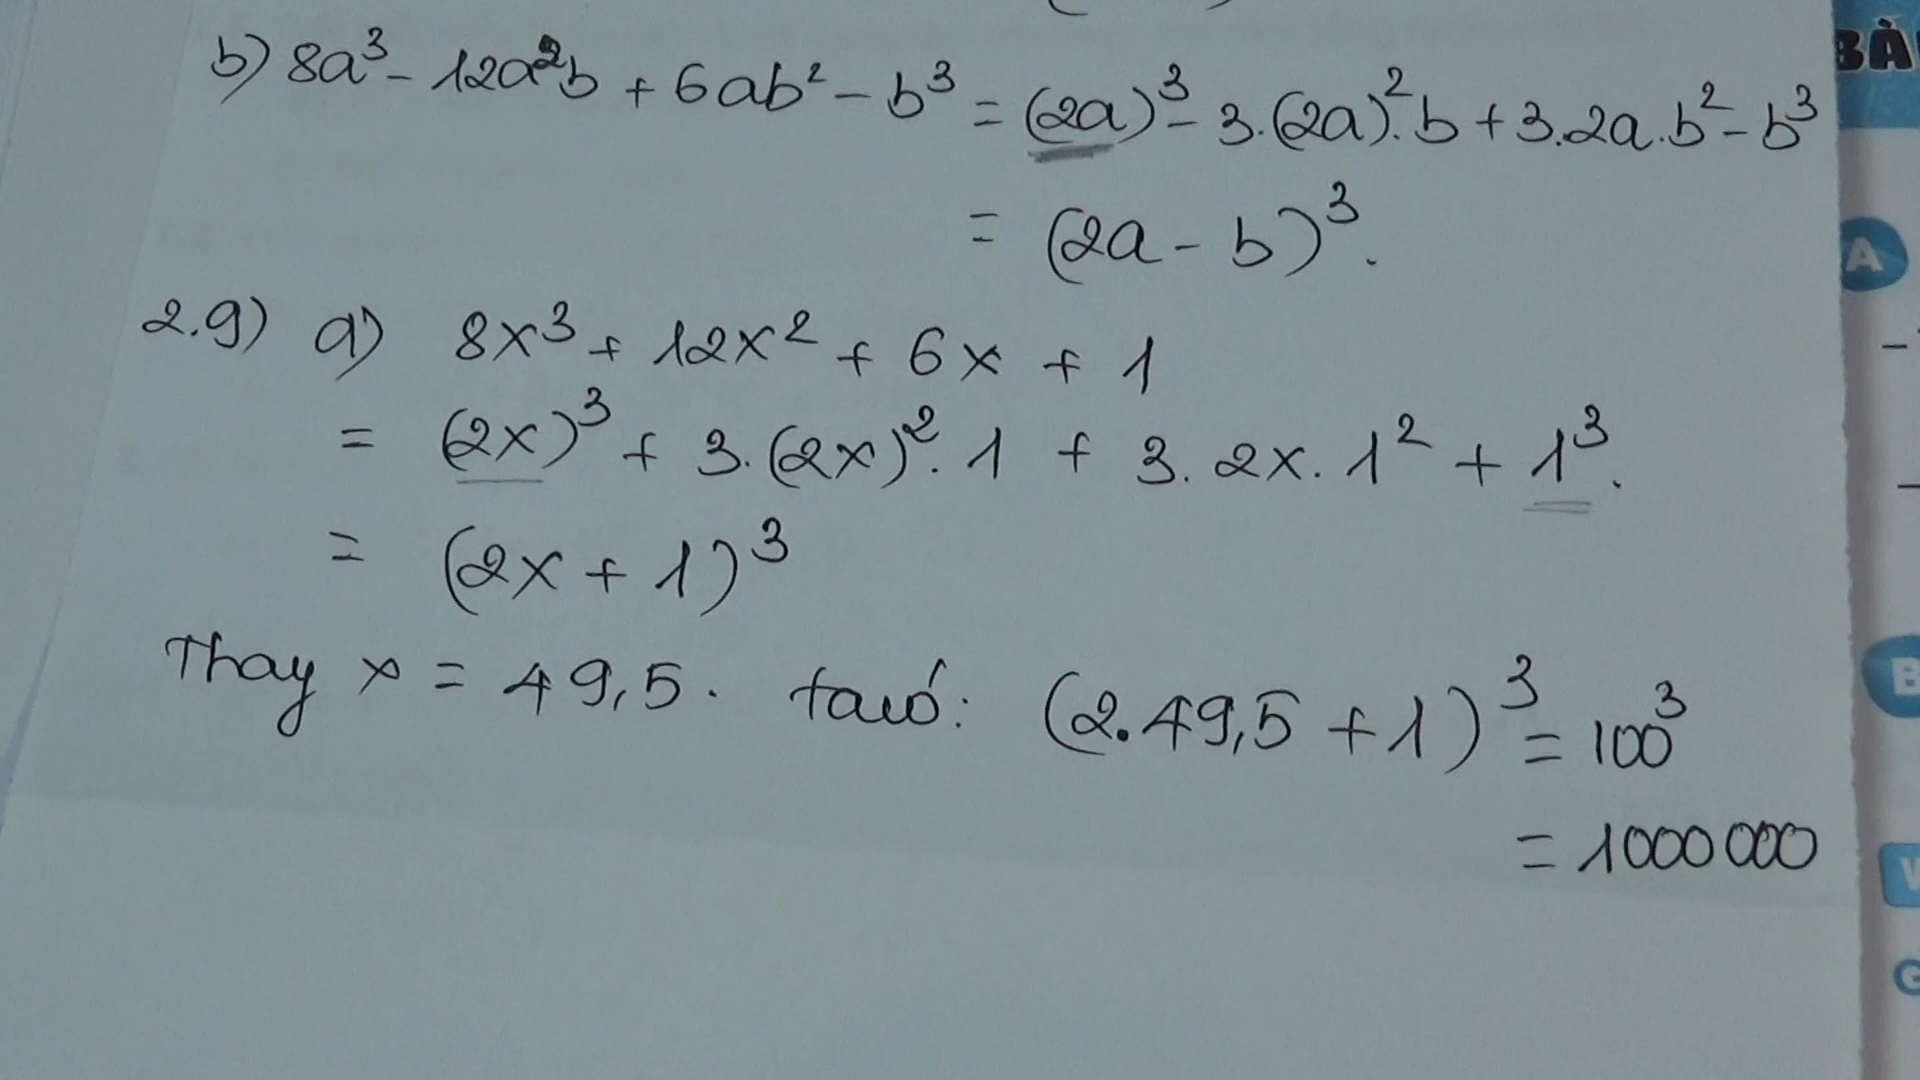 b) 8a³ - 12a²b + 6ab² - b³ = (2a)³ - 3.(2a)².b + 3.2a.b² - b³
= (2a - b)³.
2.9) a) 8x³ + 12x² + 6x + 1
= (2x)³ + 3.(2x)².1 + 3.2x.1² + 1³.
= (2x + 1)³
Thay x = 49,5. ta có: (2.49,5 + 1)³ = 100³
= 1000000
BÀ
A
B